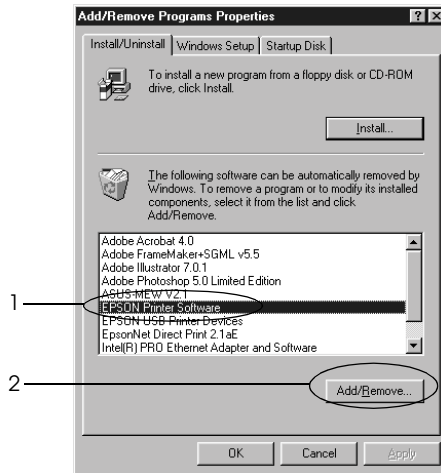 Add/Remove Programs Properties
Install/Uninstall Windows Setup Startup Disk
To install a new program from a floppy disk or CD-ROM
drive, click Install.
Install...
The following software can be automatically removed by
Windows. To remove a program or to modify its installed
components, select it from the list and click
Add/Remove.
Adobe Acrobat 4.0
Adobe FrameMaker+SGML v5.5
Adobe Illustrator 7.0.1
Adobe Photoshop 5.0 Limited Edition
ASUS-MEW V2.1
1
EPSON Printer Software
EPSON USB Printer Devices
EpsonNet Direct Print 2.1aE
Intel(R) PRO Ethernet Adapter and Software
2
Add/Remove...
OK Cancel Apply